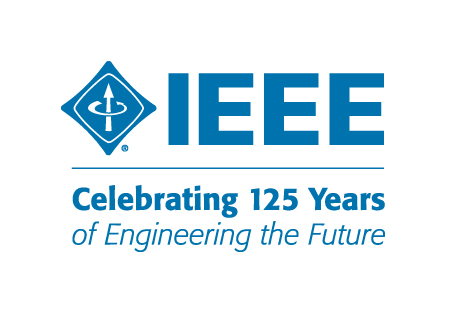 IEEE
®
Celebrating 125 Years
of Engineering the Future